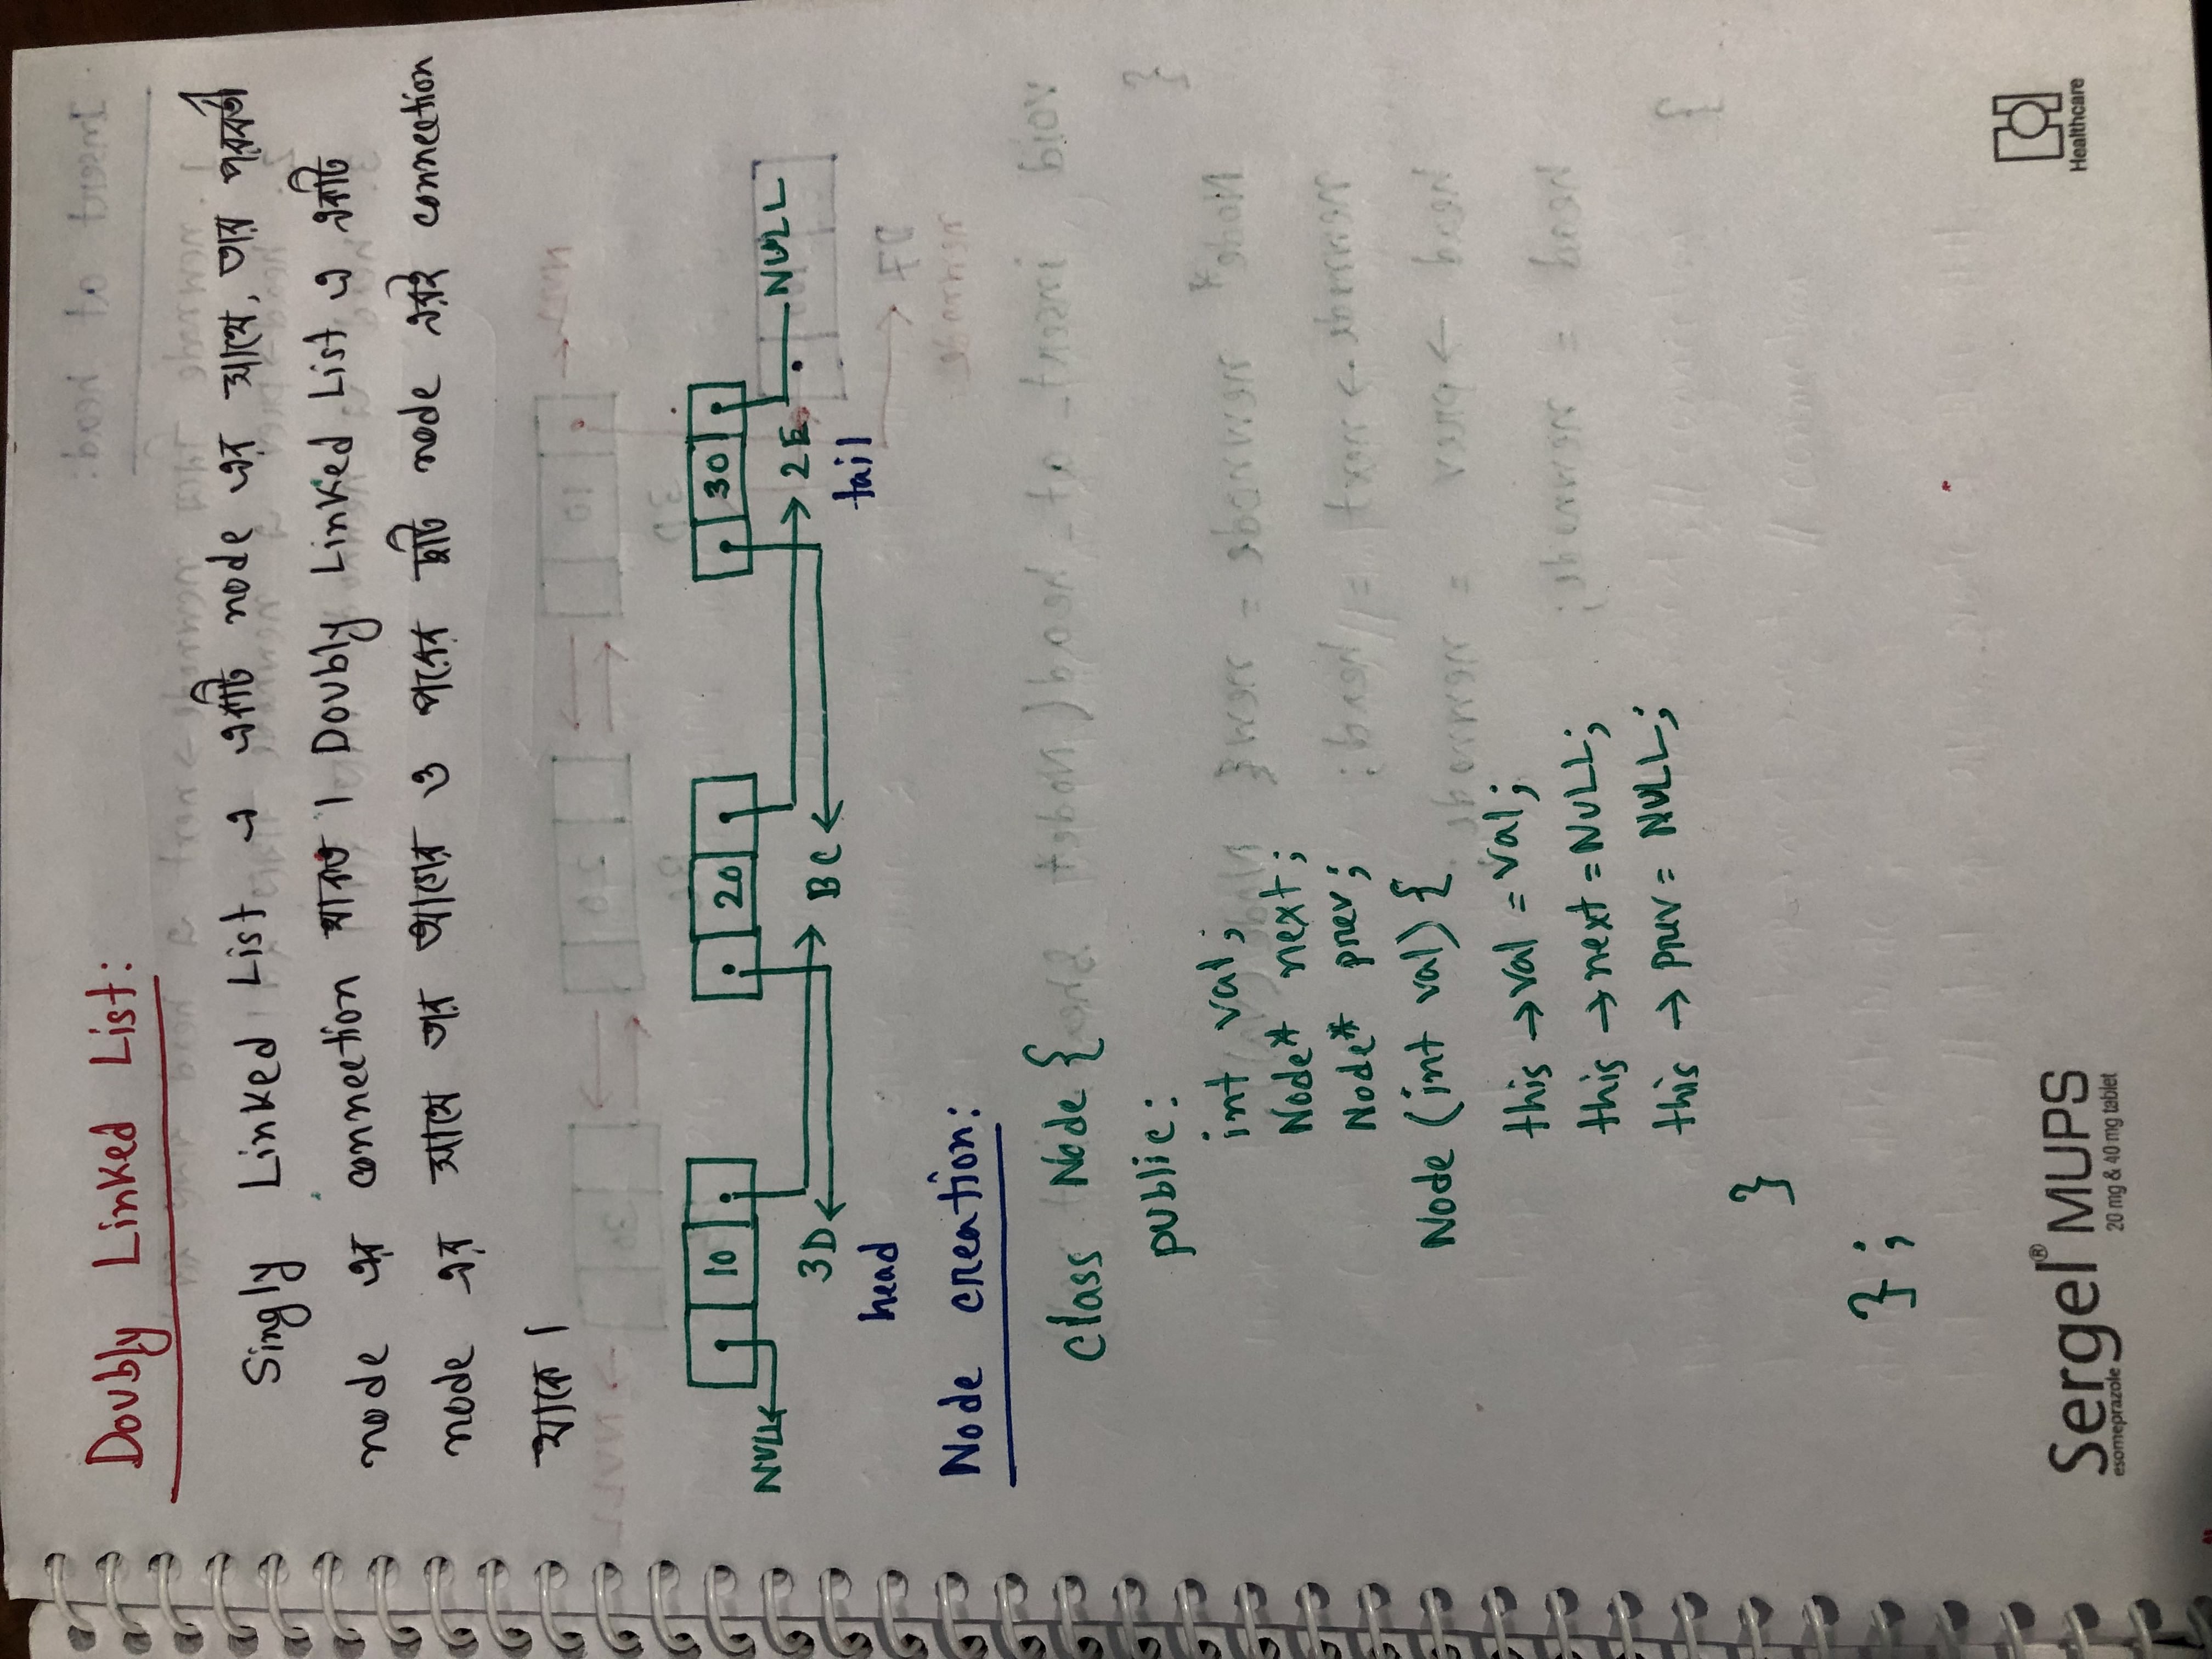 Doubly Linked List:
Singly Linked List এ একটি node এর সাথে, তার পরবর্তী
node এর connection থাকত। Doubly Linked List এ একটি
node এর সাথে তার আগের ও পরের দুটি node এরই connection
থাকে।
10 20 30
NULL NULL
3D BC 2E
head tail
Node creation:
class Node {
public:
int val;
Node* next;
Node* prev;
Node (int val) {
this → val = val;
this → next = NULL;
this → prev = NULL;
}
};
Sergel® MUPS
esomeprazole 20 mg & 40 mg tablet
Healthcare